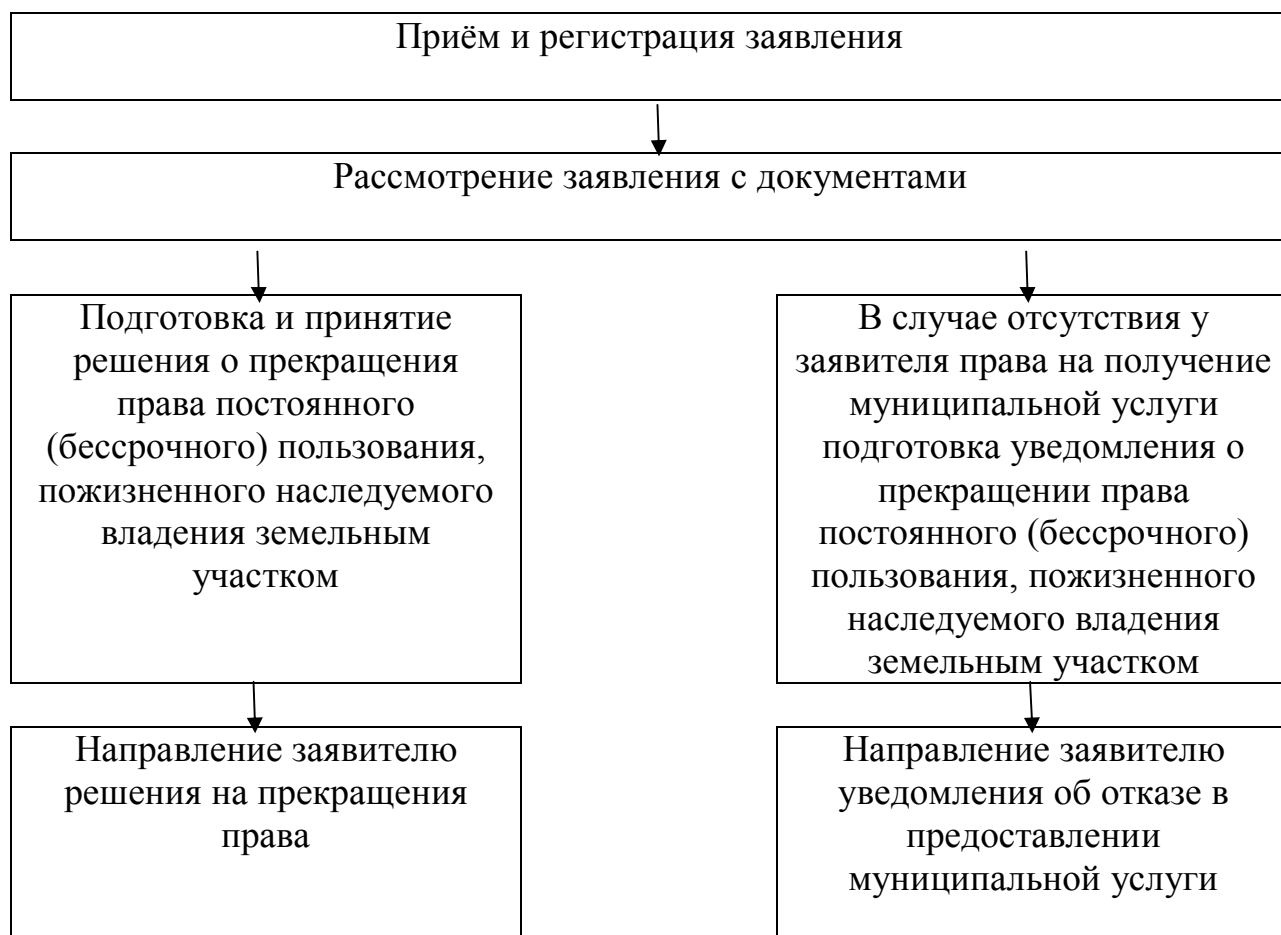 Приём и регистрация заявления
Рассмотрение заявления с документами
Подготовка и принятие
решения о прекращения
права постоянного
(бессрочного) пользования,
пожизненного наследуемого
владения земельным
участком
В случае отсутствия у
заявителя права на получение
муниципальной услуги
подготовка уведомления о
прекращении права
постоянного (бессрочного)
пользования, пожизненного
наследуемого владения
земельным участком
Направление заявителю
решения на прекращения
права
Направление заявителю
уведомления об отказе в
предоставлении
муниципальной услуги